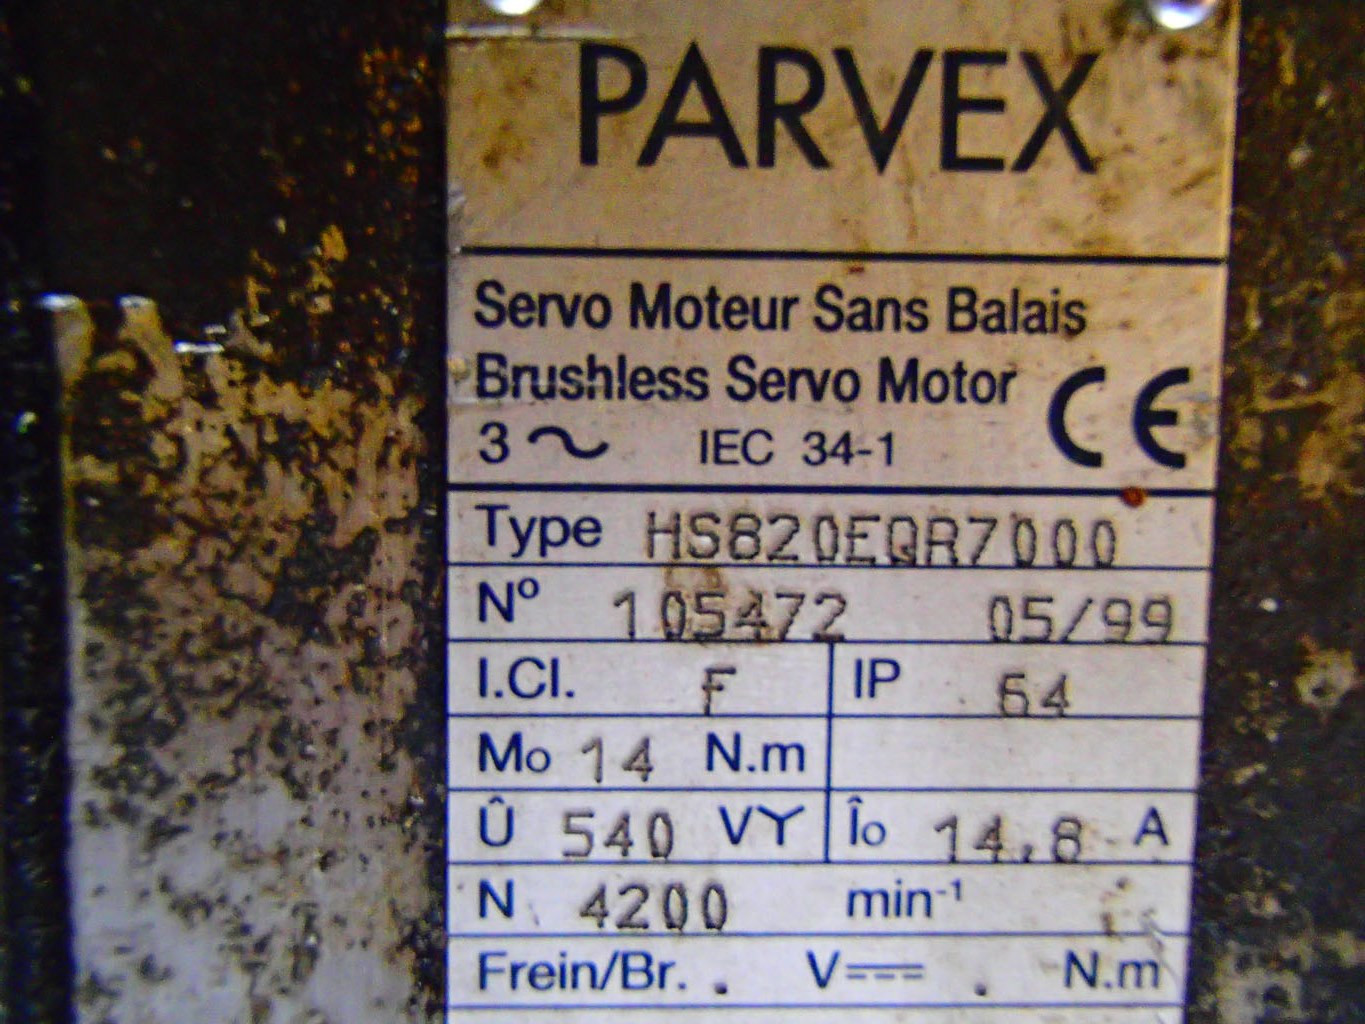 PARVEX
Servo Moteur Sans Balais
Brushless Servo Motor
3 ~ IEC 34-1 CE
Type HS820EQR7000
Nº 105472 05/99
I.Cl. F IP 64
Mo 14 N.m
Û 540 VY Îo 14.8 A
N 4200 min⁻¹
Frein/Br. . V⎓ . N.m